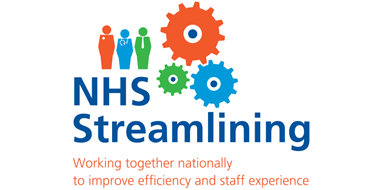 NHS
Streamlining
Working together nationally
to improve efficiency and staff experience